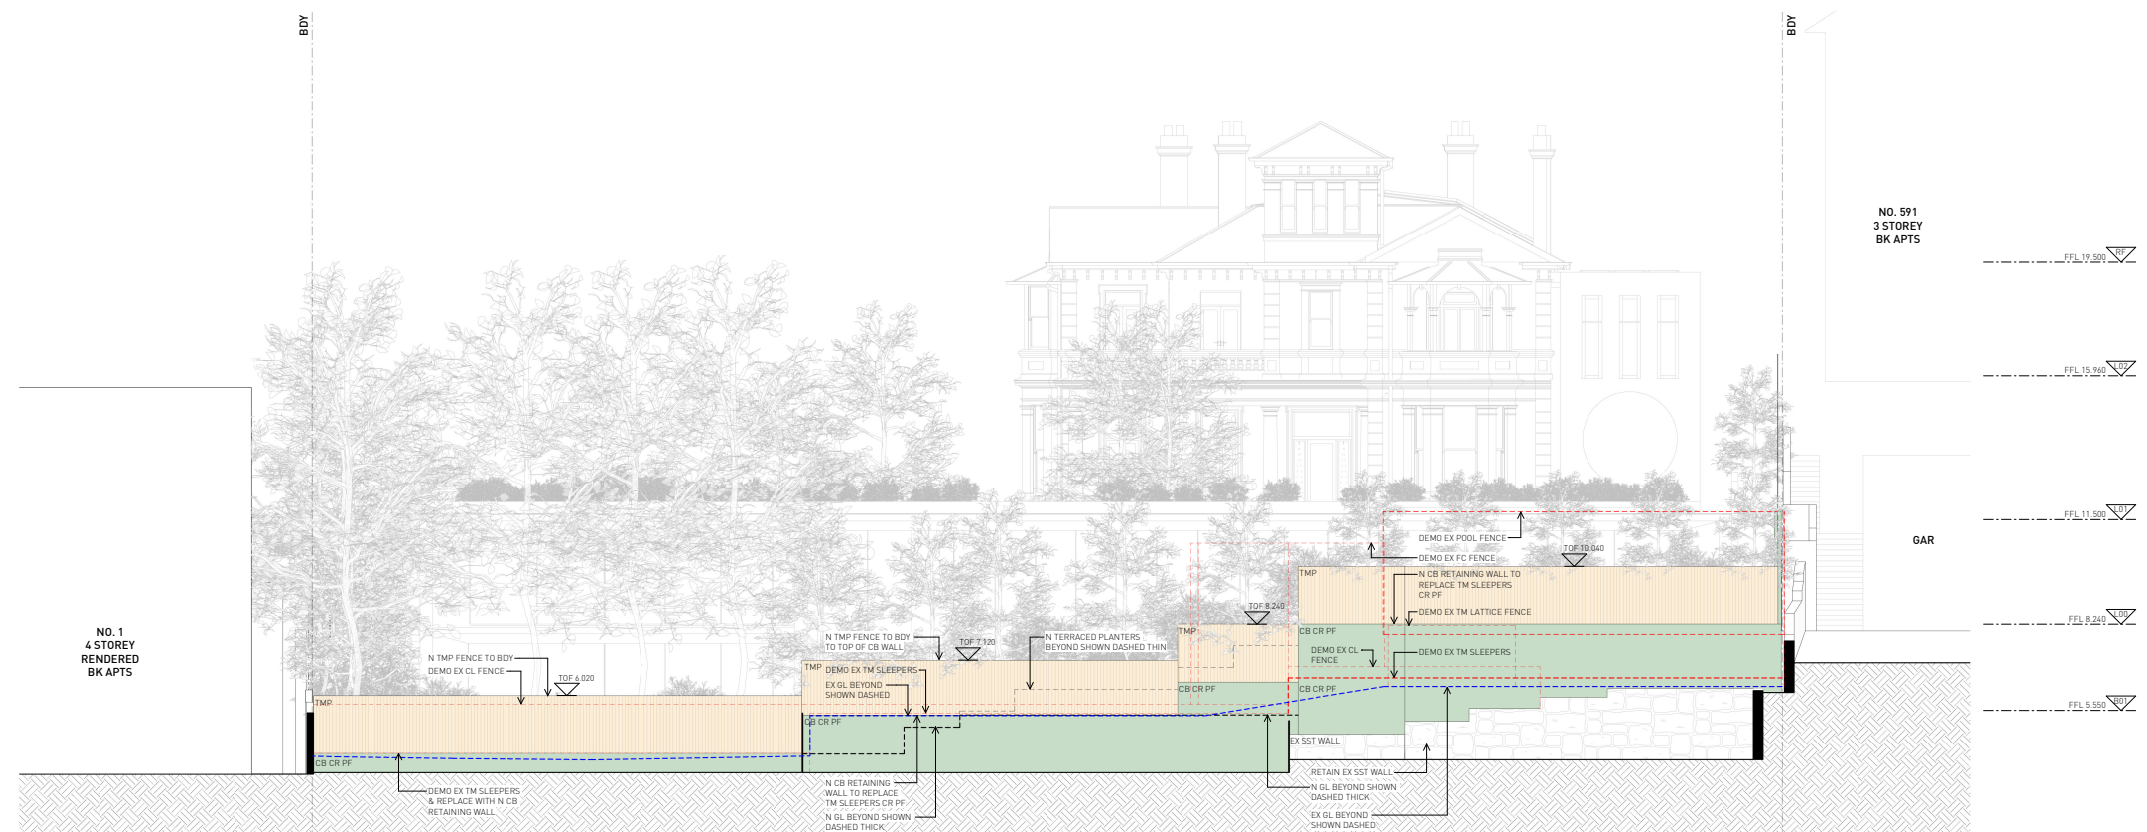 BDY
BDY
NO. 591
3 STOREY
BK APTS
RF
FFL 19.500
L02
FFL 15.960
L01
FFL 11.500
GAR
DEMO EX POOL FENCE
TOF 10.040
DEMO EX FC FENCE
TMP
N CB RETAINING WALL TO
REPLACE TM SLEEPERS
CR PF
TOF 8.240
DEMO EX TM LATTICE FENCE
L00
FFL 8.240
NO. 1
4 STOREY
RENDERED
BK APTS
N TMP FENCE TO BDY
TO TOP OF CB WALL
TOF 7.120
N TERRACED PLANTERS
BEYOND SHOWN DASHED THIN
TMP
CB CR PF
DEMO EX CL
FENCE
DEMO EX TM SLEEPERS
N TMP FENCE TO BDY
DEMO EX CL FENCE
TOF 6.020
TMP
DEMO EX TM SLEEPERS
EX GL BEYOND
SHOWN DASHED
CB CR PF
CB CR PF
TMP
CB CR PF
B01
FFL 5.550
EX SST WALL
CB CR PF
RETAIN EX SST WALL
N GL BEYOND SHOWN
DASHED THICK
EX GL BEYOND
SHOWN DASHED
DEMO EX TM SLEEPERS
& REPLACE WITH N CB
RETAINING WALL
N CB RETAINING
WALL TO REPLACE
TM SLEEPERS CR PF
N GL BEYOND SHOWN
DASHED THICK